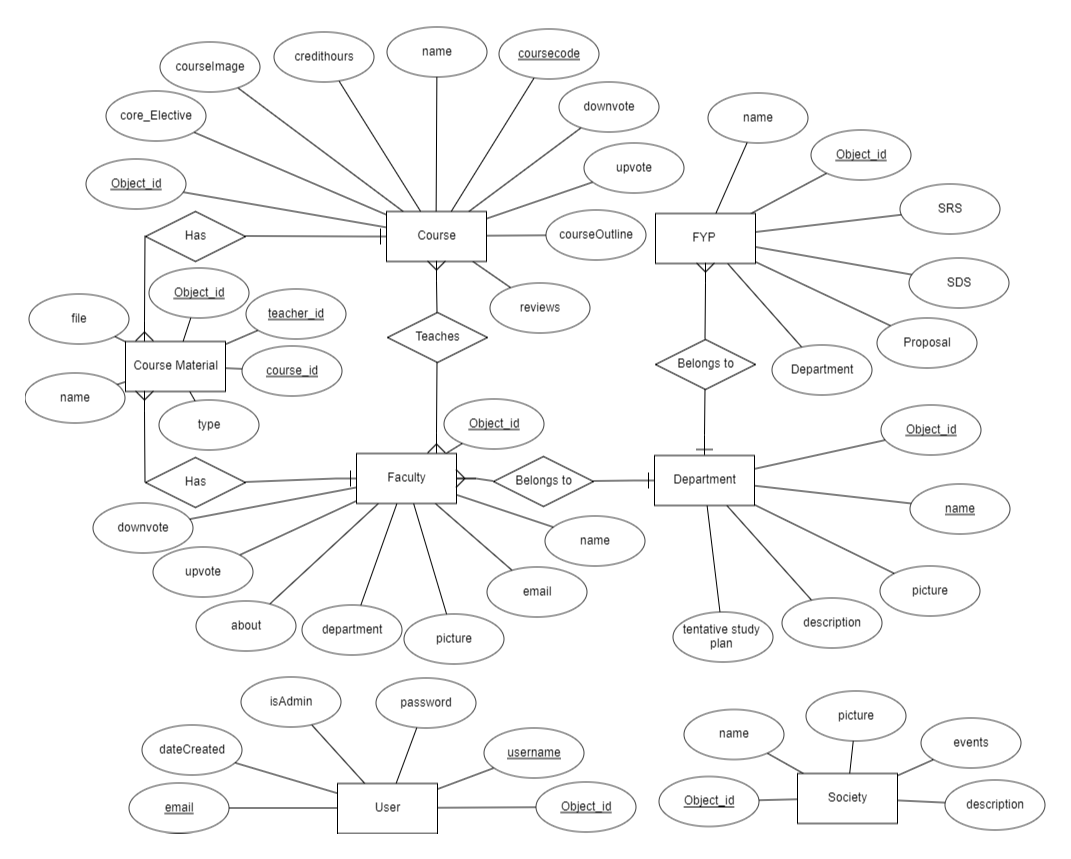 name
coursecode
credithours
courseImage
downvote
core_Elective
name
Object_id
upvote
Object_id
SRS
Has
Course
courseOutline
FYP
SDS
Object_id
reviews
teacher_id
file
Teaches
Proposal
Course Material
Belongs to
course_id
Department
name
type
Object_id
Object_id
Has
Faculty
Belongs to
Department
name
downvote
name
upvote
email
picture
about
department
picture
description
tentative study
plan
isAdmin
password
picture
name
events
dateCreated
username
email
User
Object_id
Object_id
Society
description